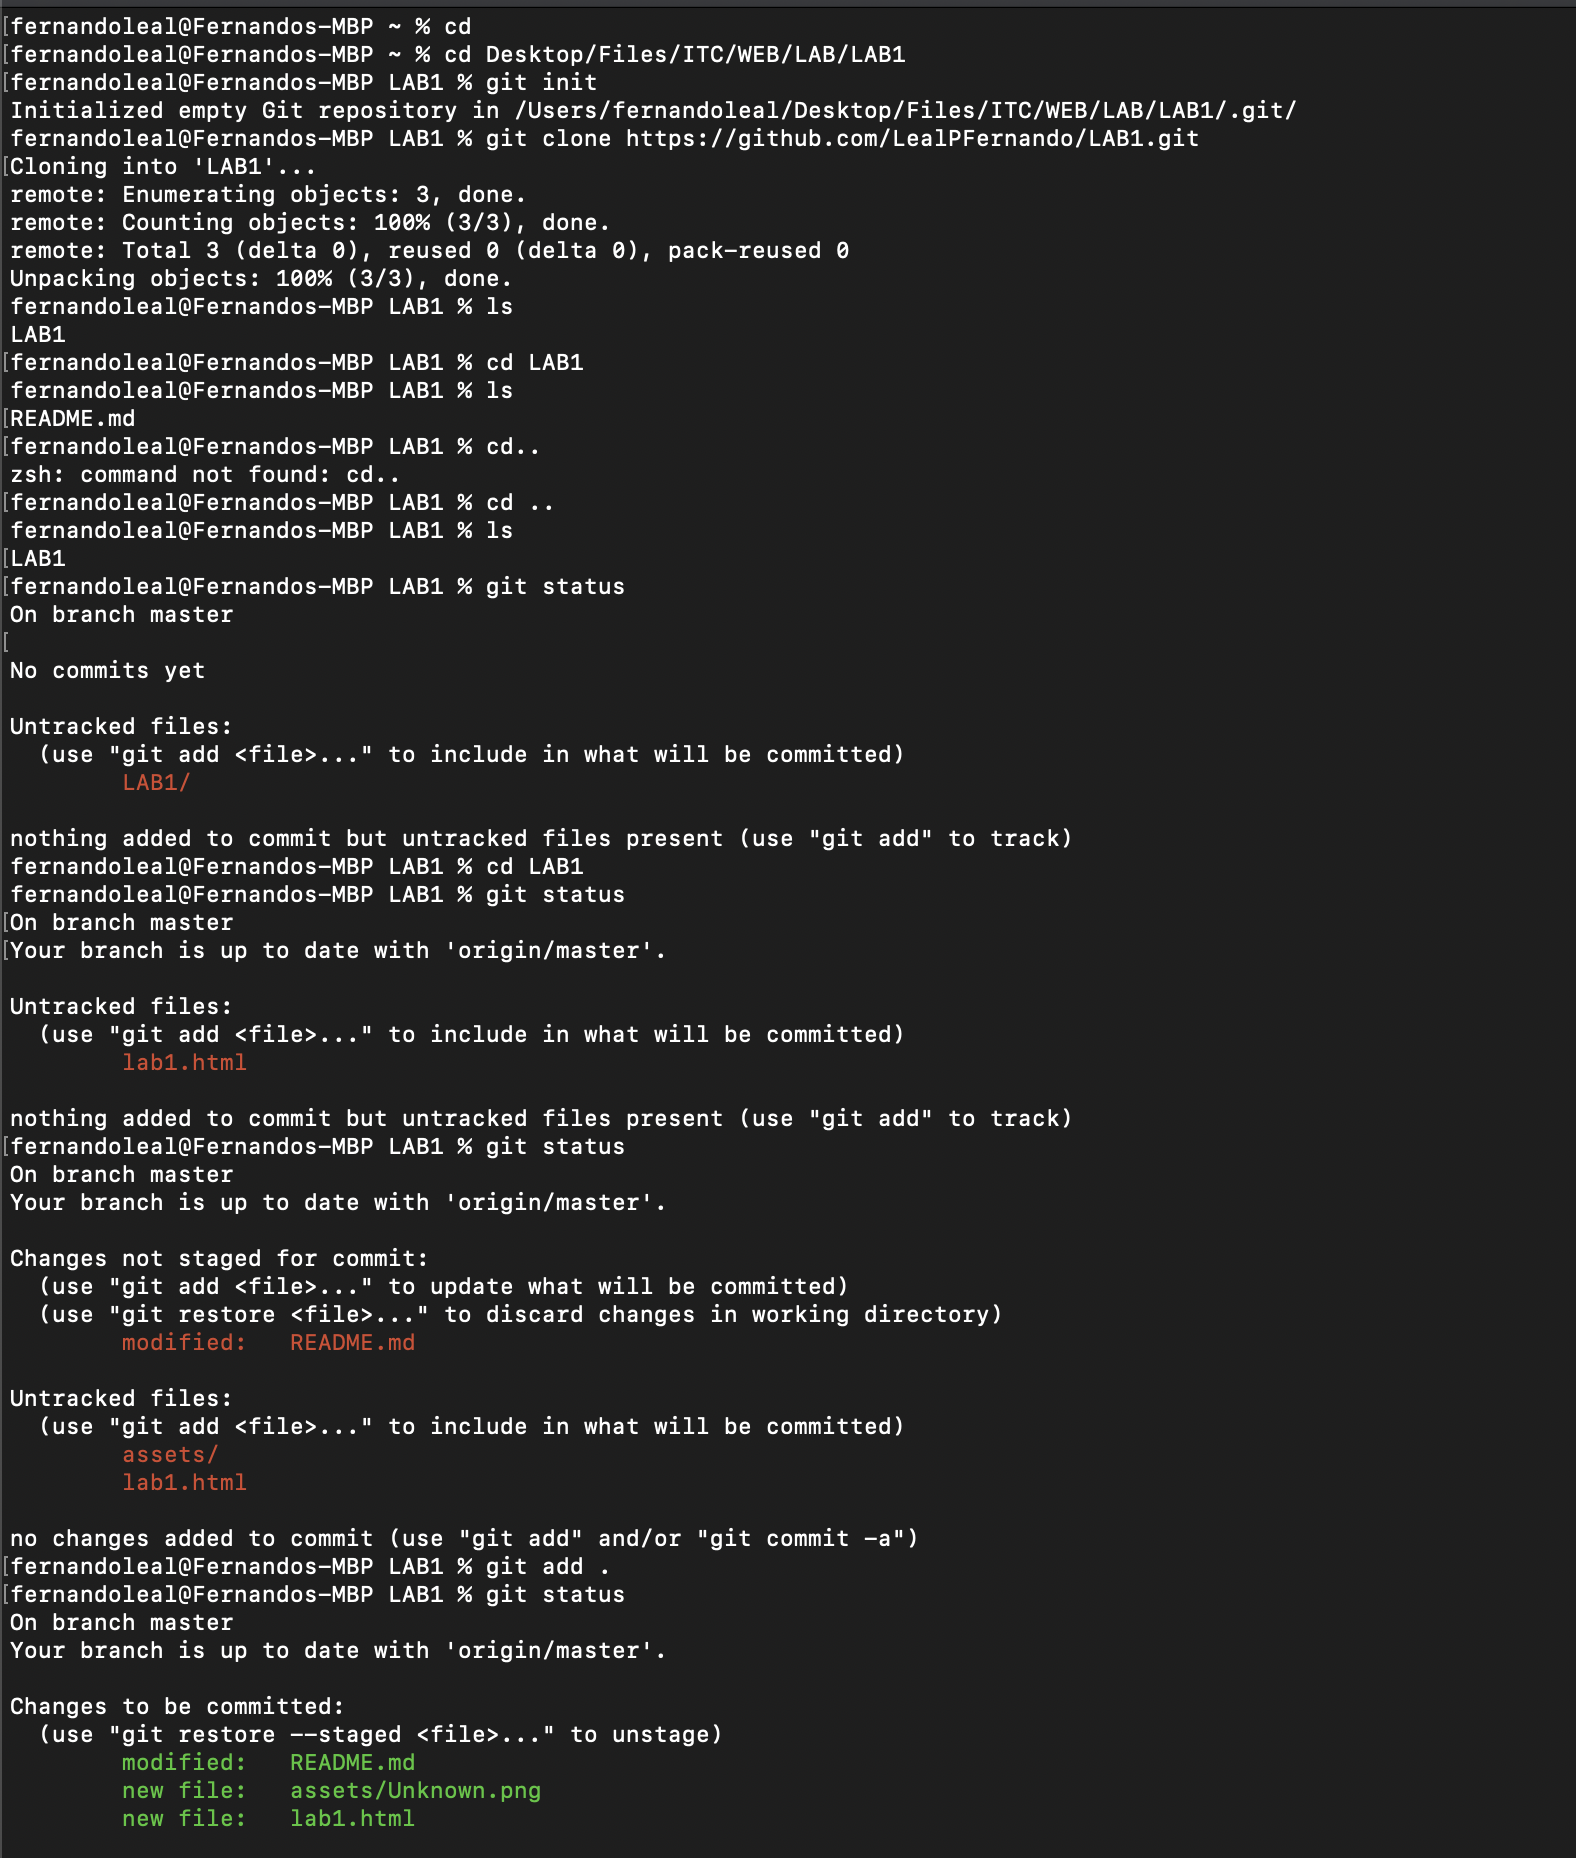 [fernandoleal@Fernandos-MBP ~ % cd
[fernandoleal@Fernandos-MBP ~ % cd Desktop/Files/ITC/WEB/LAB/LAB1
[fernandoleal@Fernandos-MBP LAB1 % git init
Initialized empty Git repository in /Users/fernandoleal/Desktop/Files/ITC/WEB/LAB/LAB1/.git/
fernandoleal@Fernandos-MBP LAB1 % git clone https://github.com/LealPFernando/LAB1.git
[Cloning into 'LAB1'...
remote: Enumerating objects: 3, done.
remote: Counting objects: 100% (3/3), done.
remote: Total 3 (delta 0), reused 0 (delta 0), pack-reused 0
Unpacking objects: 100% (3/3), done.
fernandoleal@Fernandos-MBP LAB1 % ls
LAB1
[fernandoleal@Fernandos-MBP LAB1 % cd LAB1
fernandoleal@Fernandos-MBP LAB1 % ls
[README.md
[fernandoleal@Fernandos-MBP LAB1 % cd..
zsh: command not found: cd..
[fernandoleal@Fernandos-MBP LAB1 % cd ..
fernandoleal@Fernandos-MBP LAB1 % ls
[LAB1
[fernandoleal@Fernandos-MBP LAB1 % git status
On branch master
[
No commits yet
Untracked files:
(use "git add <file>..." to include in what will be committed)
LAB1/
nothing added to commit but untracked files present (use "git add" to track)
fernandoleal@Fernandos-MBP LAB1 % cd LAB1
fernandoleal@Fernandos-MBP LAB1 % git status
[On branch master
[Your branch is up to date with 'origin/master'.
Untracked files:
(use "git add <file>..." to include in what will be committed)
lab1.html
nothing added to commit but untracked files present (use "git add" to track)
[fernandoleal@Fernandos-MBP LAB1 % git status
On branch master
Your branch is up to date with 'origin/master'.
Changes not staged for commit:
(use "git add <file>..." to update what will be committed)
(use "git restore <file>..." to discard changes in working directory)
modified:   README.md
Untracked files:
(use "git add <file>..." to include in what will be committed)
assets/
lab1.html
no changes added to commit (use "git add" and/or "git commit -a")
[fernandoleal@Fernandos-MBP LAB1 % git add .
[fernandoleal@Fernandos-MBP LAB1 % git status
On branch master
Your branch is up to date with 'origin/master'.
Changes to be committed:
(use "git restore --staged <file>..." to unstage)
modified:   README.md
new file:   assets/Unknown.png
new file:   lab1.html